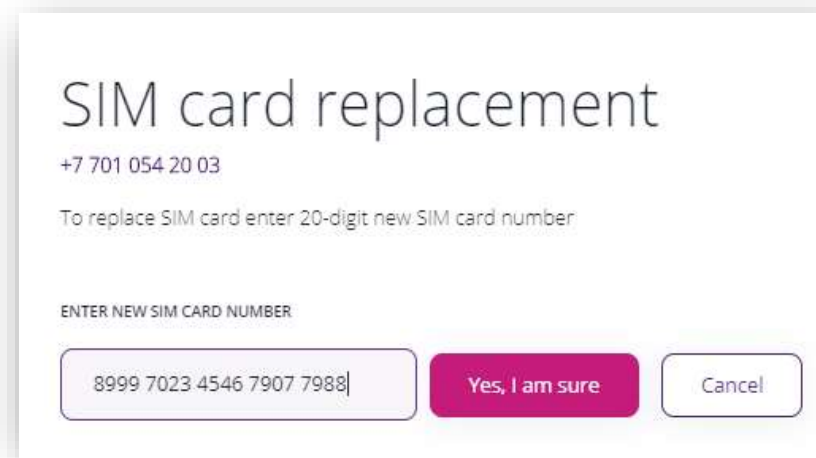 SIM card replacement
+7 701 054 20 03
To replace SIM card enter 20-digit new SIM card number
ENTER NEW SIM CARD NUMBER
8999 7023 4546 7907 7988 Yes, I am sure Cancel